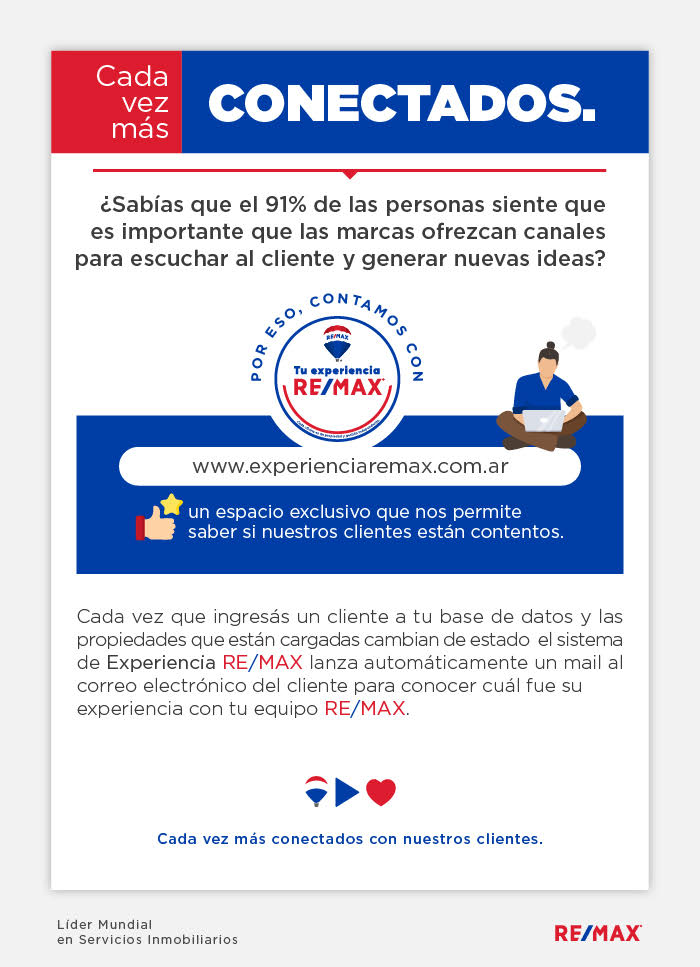 Cada
vez
más
CONECTADOS.
¿Sabías que el 91% de las personas siente que
es importante que las marcas ofrezcan canales
para escuchar al cliente y generar nuevas ideas?
POR ESO, CONTAMOS CON
RE/MAX
Tu experiencia
RE/MAX
www.experienciaremax.com.ar
un espacio exclusivo que nos permite
saber si nuestros clientes están contentos.
Cada vez que ingresás un cliente a tu base de datos y las
propiedades que están cargadas cambian de estado el sistema
de Experiencia RE/MAX lanza automáticamente un mail al
correo electrónico del cliente para conocer cuál fue su
experiencia con tu equipo RE/MAX.
Cada vez más conectados con nuestros clientes.
Líder Mundial
en Servicios Inmobiliarios
RE/MAX